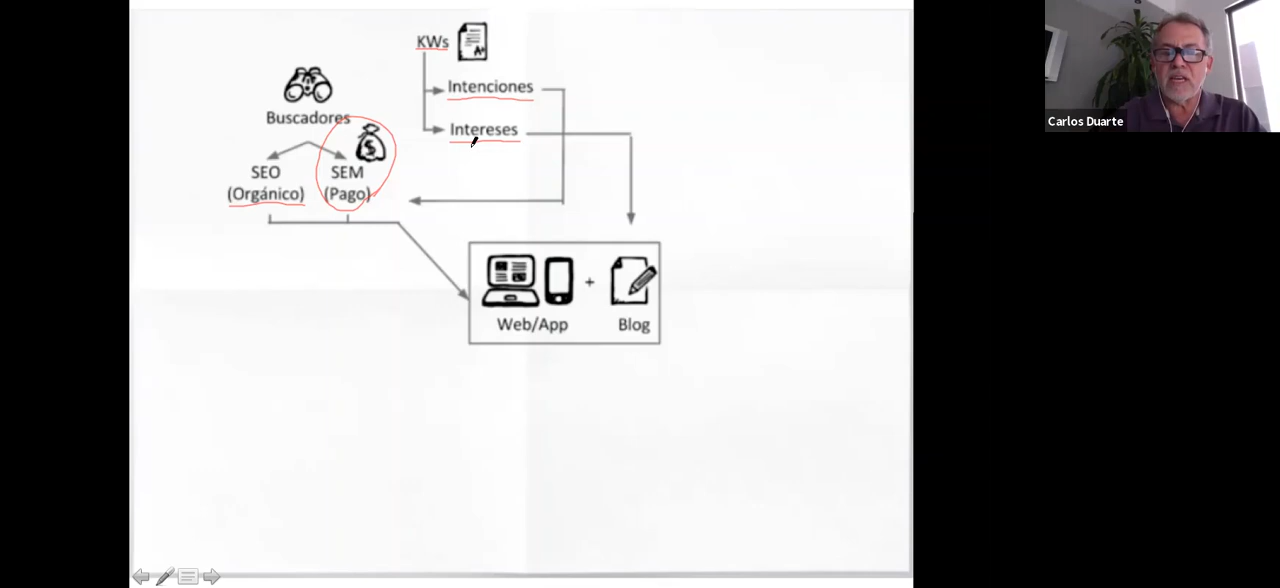 KWs
A+
Intenciones
Intereses
Buscadores
$
SEO
(Orgánico)
SEM
(Pago)
+
Web/App
Blog
Carlos Duarte